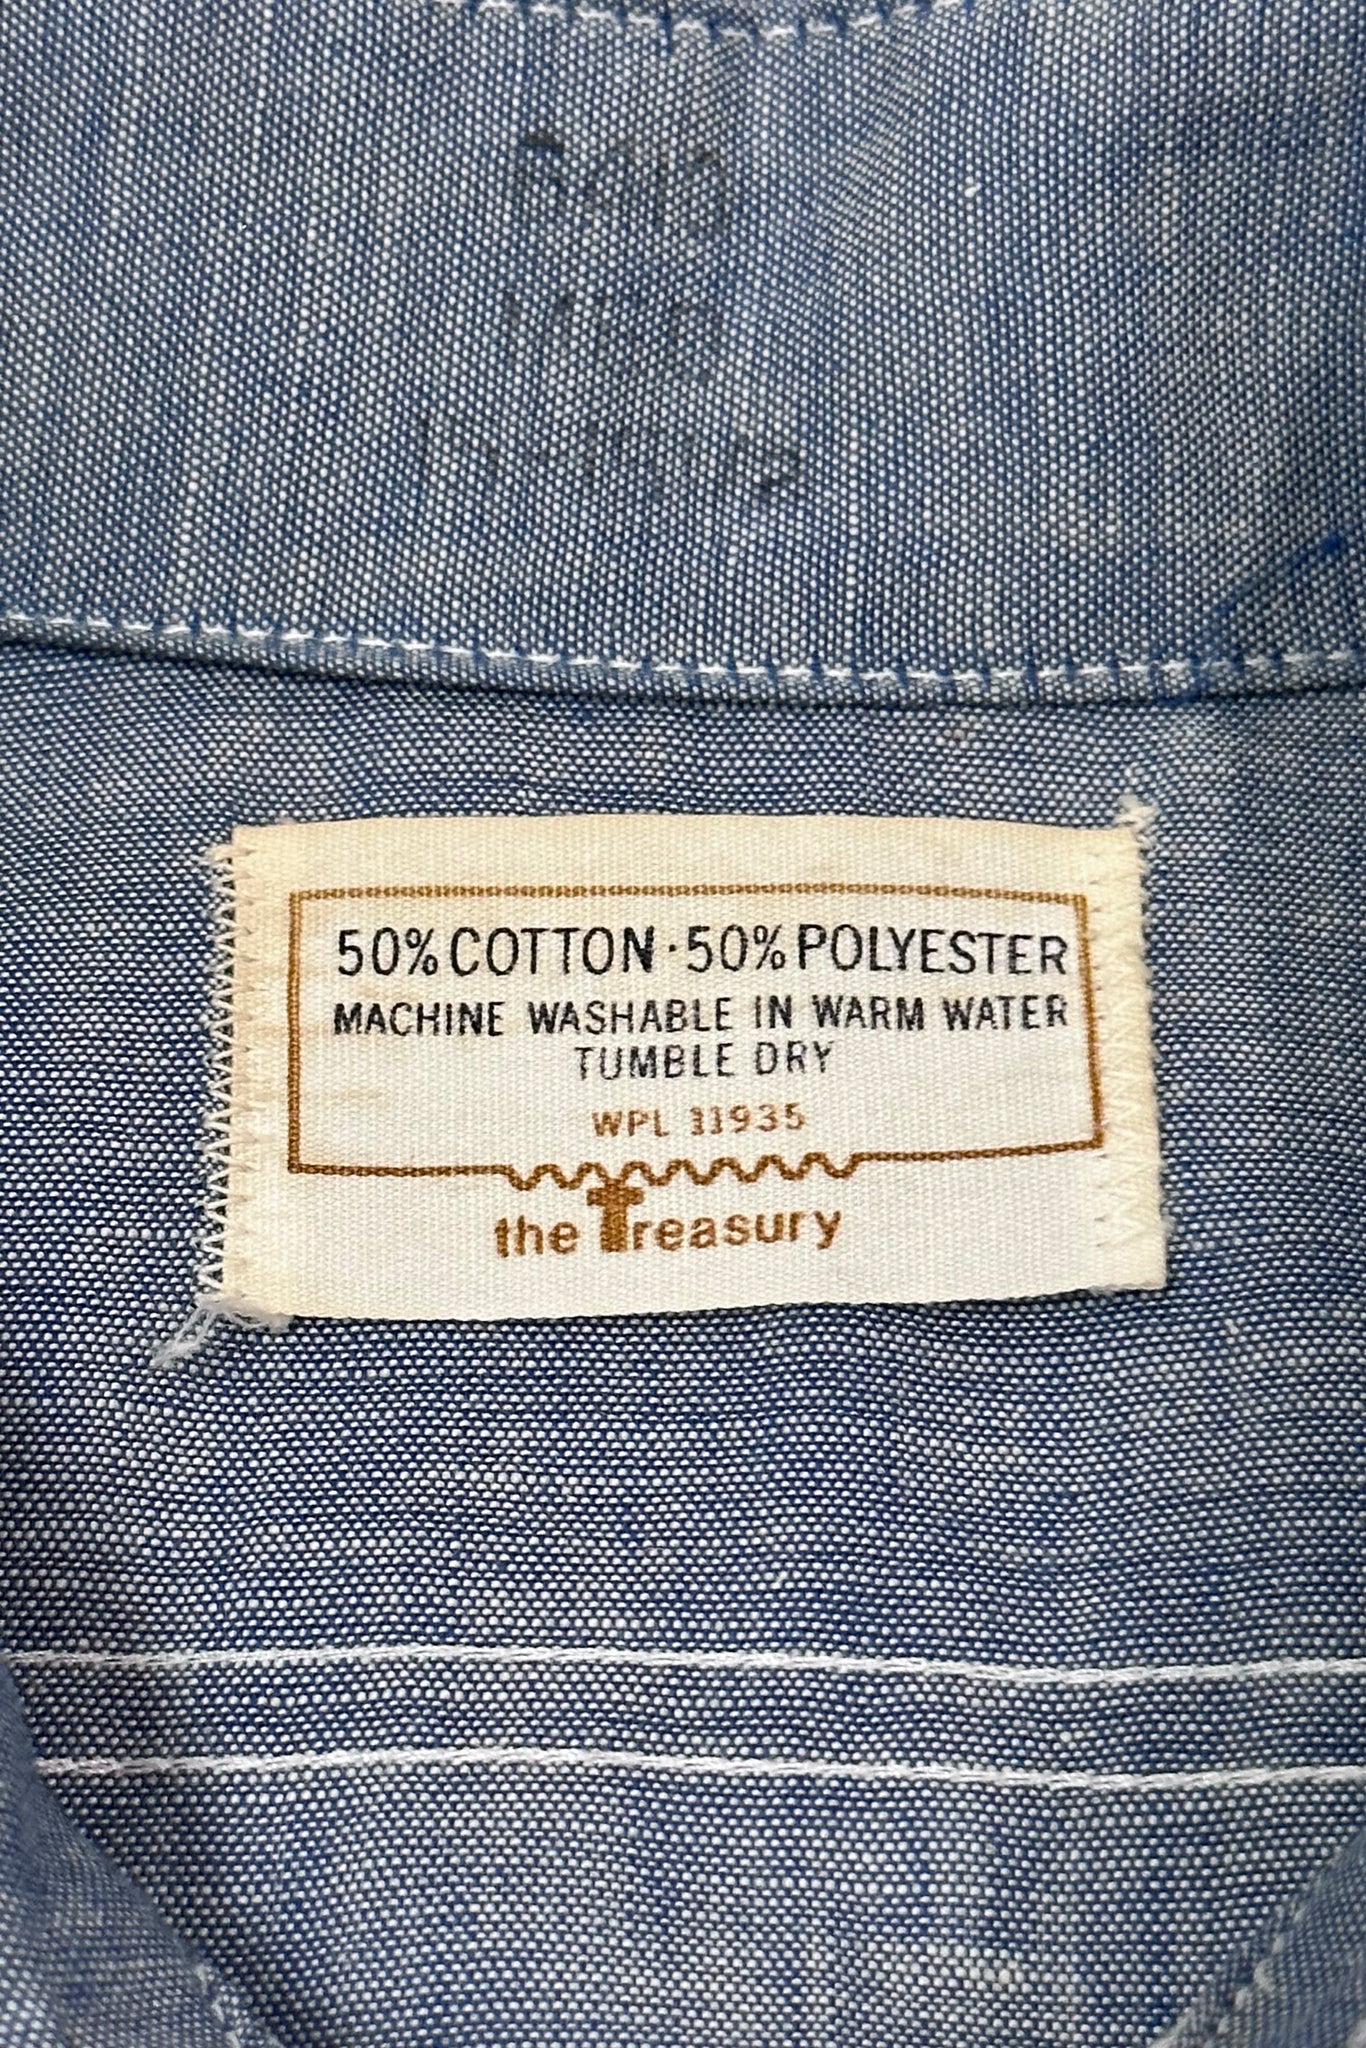 50% COTTON · 50% POLYESTER
MACHINE WASHABLE IN WARM WATER
TUMBLE DRY
WPL 11935
the Treasury